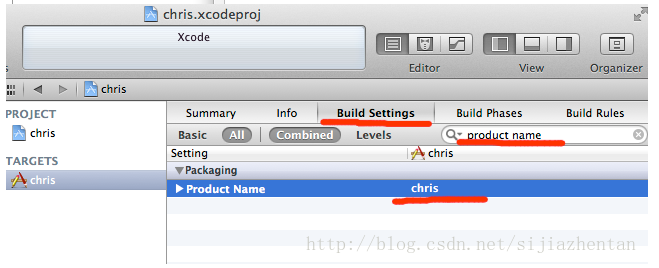 chris.xcodeproj
Xcode
Editor
View
Organizer
chris
PROJECT
chris
TARGETS
chris
Summary
Info
Build Settings
Build Phases
Build Rules
Basic
All
Combined
Levels
product name
Setting
chris
Packaging
Product Name
chris
http://blog.csdn.net/sijiazhentan